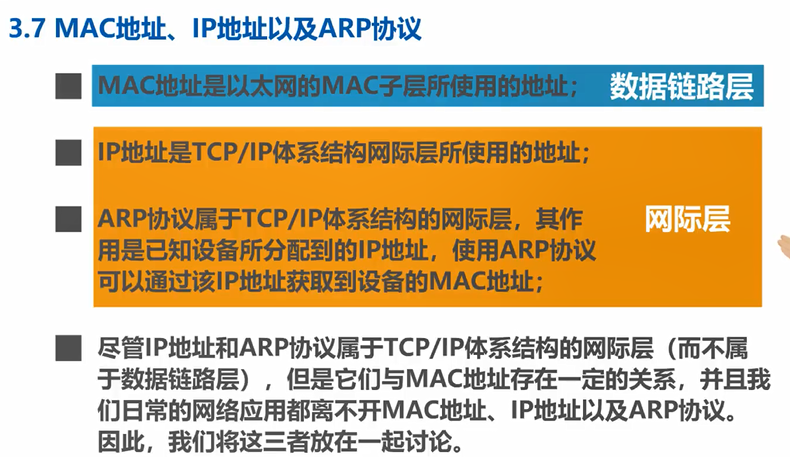 3.7 MAC地址、IP地址以及ARP协议
MAC地址是以太网的MAC子层所使用的地址；
数据链路层
IP地址是TCP/IP体系结构网际层所使用的地址；
ARP协议属于TCP/IP体系结构的网际层，其作
用是已知设备所分配到的IP地址，使用ARP协议
可以通过该IP地址获取到设备的MAC地址；
网际层
尽管IP地址和ARP协议属于TCP/IP体系结构的网际层（而不属
于数据链路层），但是它们与MAC地址存在一定的关系，并且我
们日常的网络应用都离不开MAC地址、IP地址以及ARP协议。
因此，我们将这三者放在一起讨论。